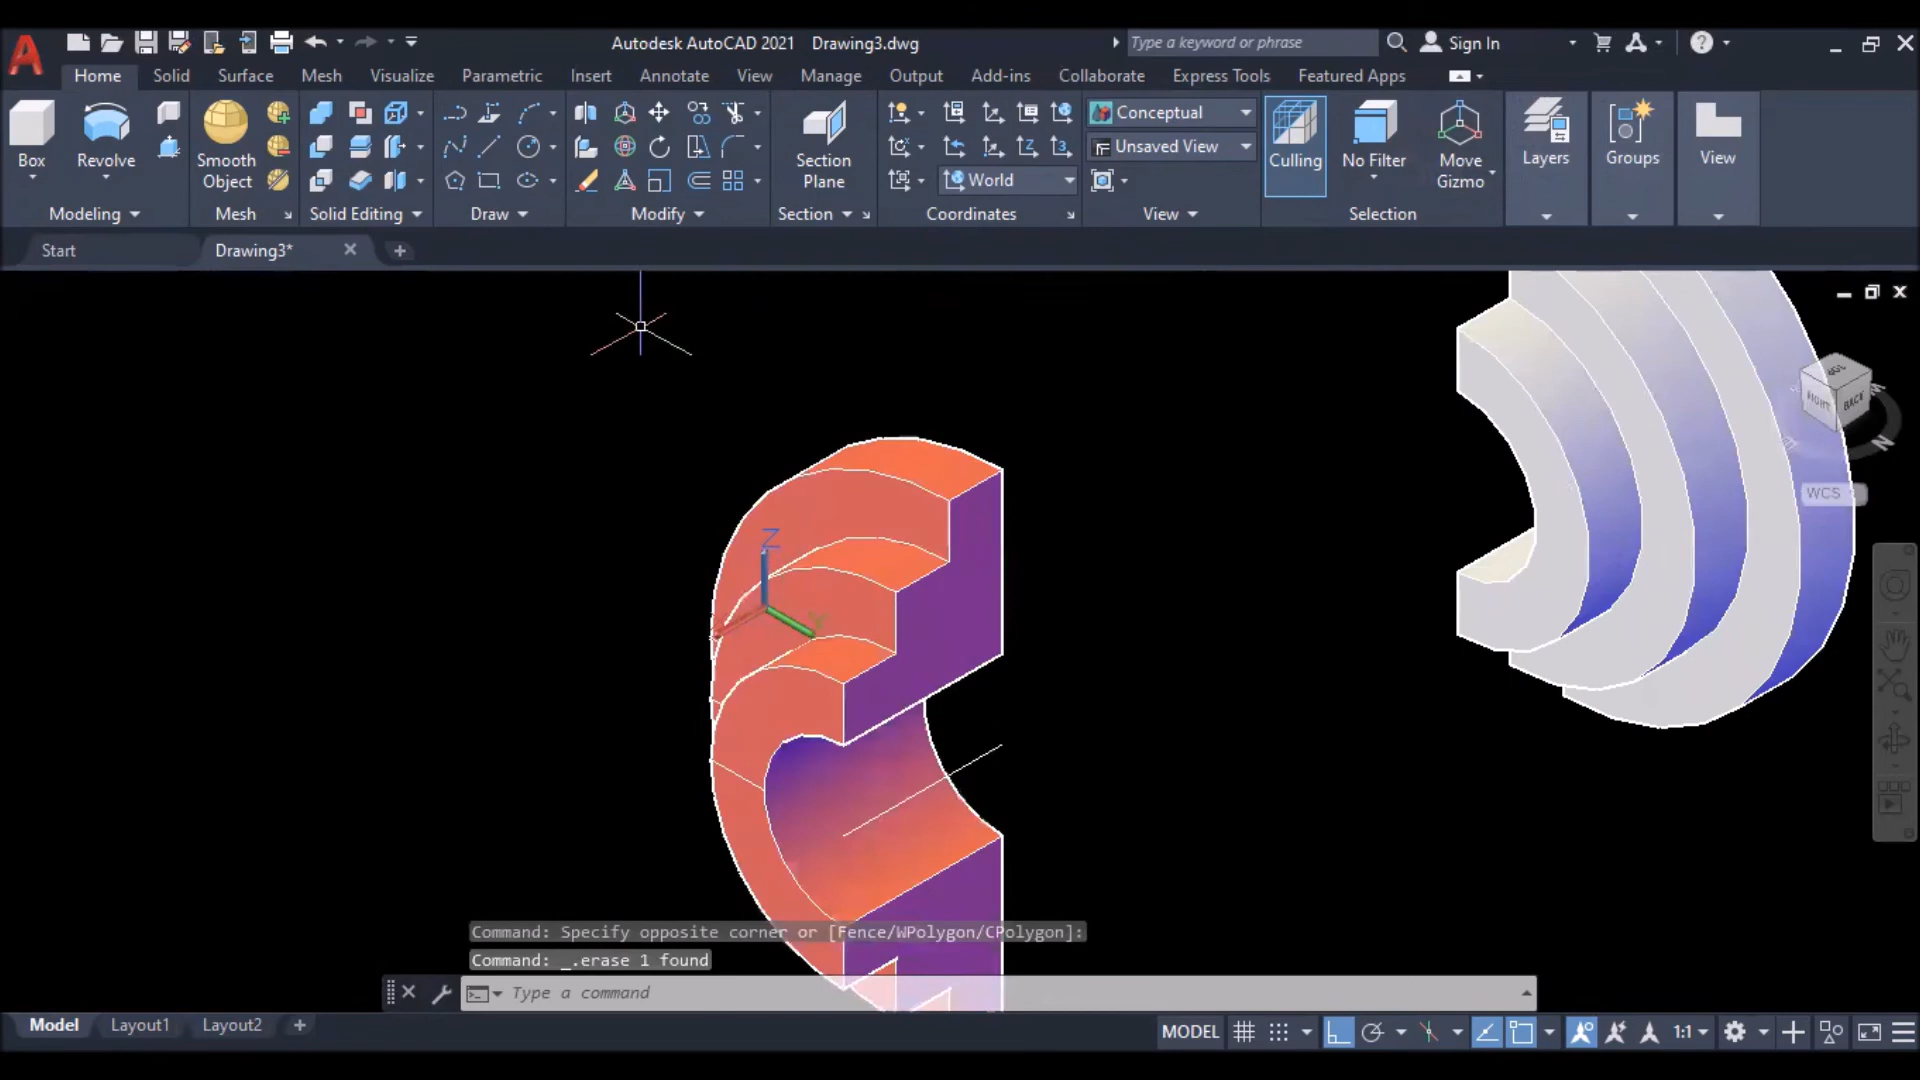 Autodesk AutoCAD 2021 Drawing3.dwg
Type a keyword or phrase
Sign In
Home Solid Surface Mesh Visualize Parametric Insert Annotate View Manage Output Add-ins Collaborate Express Tools Featured Apps
Box
Revolve
Smooth Object
Section Plane
World
Conceptual
Unsaved View
Culling
No Filter
Move Gizmo
Layers
Groups
View
Modeling Mesh Solid Editing Draw Modify Section Coordinates View Selection
Start
Drawing3*
TOP
RIGHT
BACK
N
WCS
Z
Y
Command: Specify opposite corner or [Fence/WPolygon/CPolygon]:
Command: _.erase 1 found
Type a command
Model Layout1 Layout2
MODEL
1:1